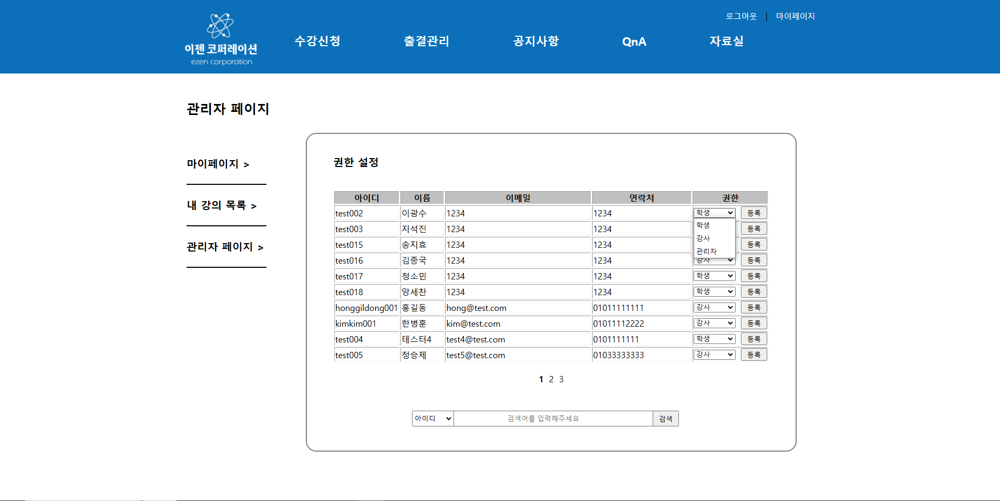 로그아웃 | 마이페이지
이젠 코퍼레이션
ezen corporation
수강신청 출결관리 공지사항 QnA 자료실
관리자 페이지
마이페이지 >
내 강의 목록 >
관리자 페이지 >
권한 설정
아이디 이름 이메일 연락처 권한
test002 이광수 1234 1234 학생 등록
학생
강사
관리자
test003 지석진 1234 1234 등록
test015 송지효 1234 1234 등록
test016 김종국 1234 1234 강사 등록
test017 정소민 1234 1234 학생 등록
test018 앙세찬 1234 1234 학생 등록
honggildong001 홍길동 hong@test.com 01011111111 강사 등록
kimkim001 한병훈 kim@test.com 01011112222 강사 등록
test004 테스터4 test4@test.com 0101111111 학생 등록
test005 정승제 test5@test.com 01033333333 강사 등록
1 2 3
아이디 검색어를 입력해주세요 검색